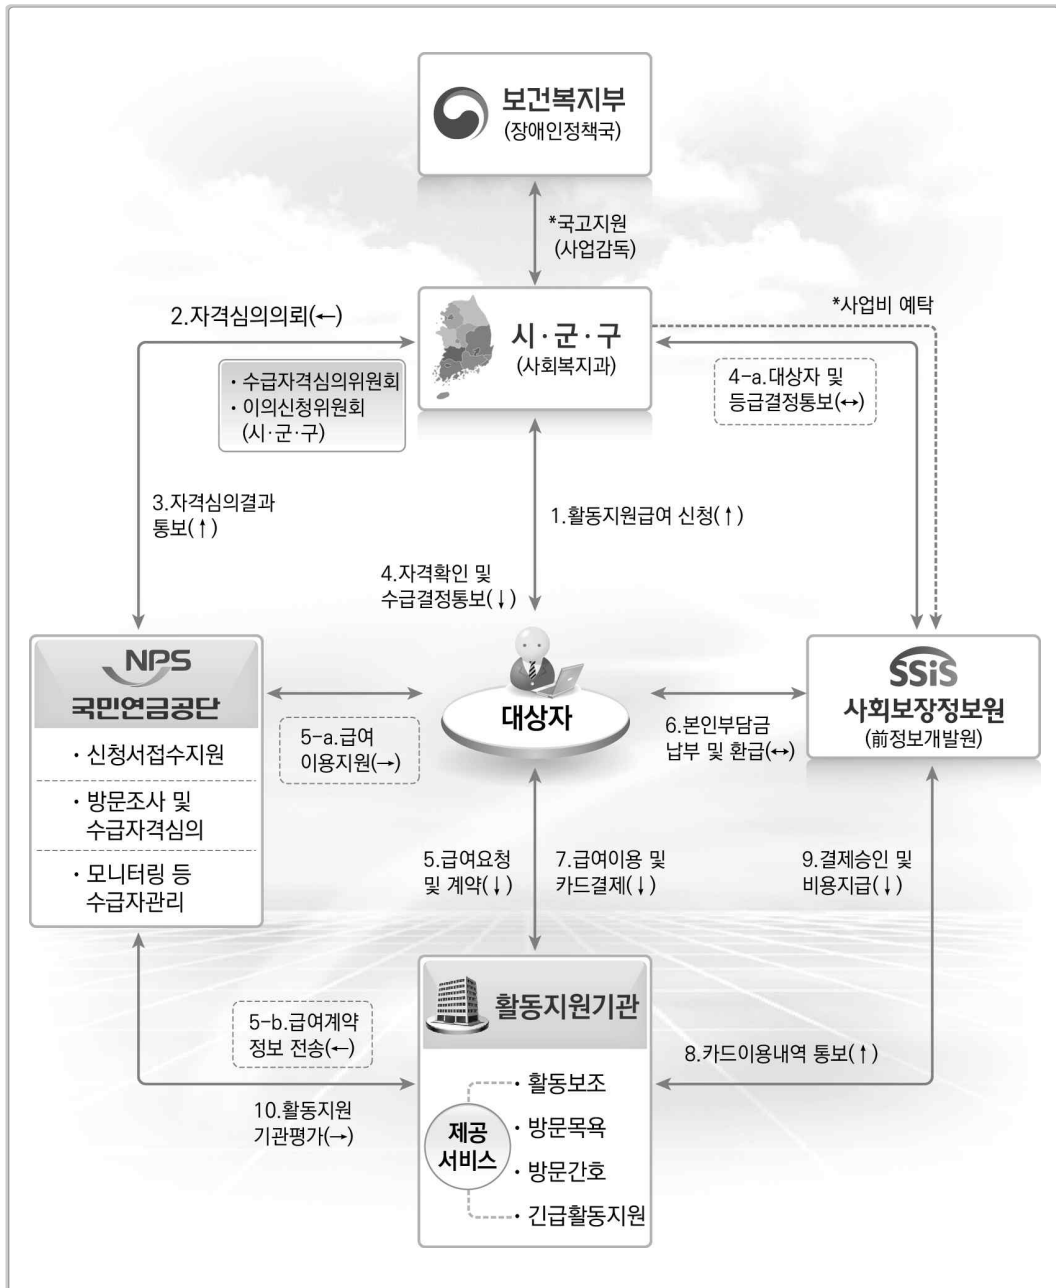 보건복지부
(장애인정책국)
*국고지원
(사업감독)
2.자격심의의뢰(←)
시·군·구
(사회복지과)
*사업비 예탁
· 수급자격심의위원회
· 이의신청위원회
(시·군·구)
4-a.대상자 및
등급결정통보(↔)
3.자격심의결과
통보(↑)
1.활동지원급여 신청(↑)
4.자격확인 및
수급결정통보(↓)
NPS
국민연금공단
· 신청서접수지원
· 방문조사 및
수급자격심의
· 모니터링 등
수급자관리
5-a.급여
이용지원(→)
대상자
6.본인부담금
납부 및 환급(↔)
SSiS
사회보장정보원
(前정보개발원)
5.급여요청
및 계약(↓)
7.급여이용 및
카드결제(↓)
9.결제승인 및
비용지급(↓)
5-b.급여계약
정보 전송(←)
10.활동지원
기관평가(→)
활동지원기관
8.카드이용내역 통보(↑)
제공
서비스
· 활동보조
· 방문목욕
· 방문간호
· 긴급활동지원